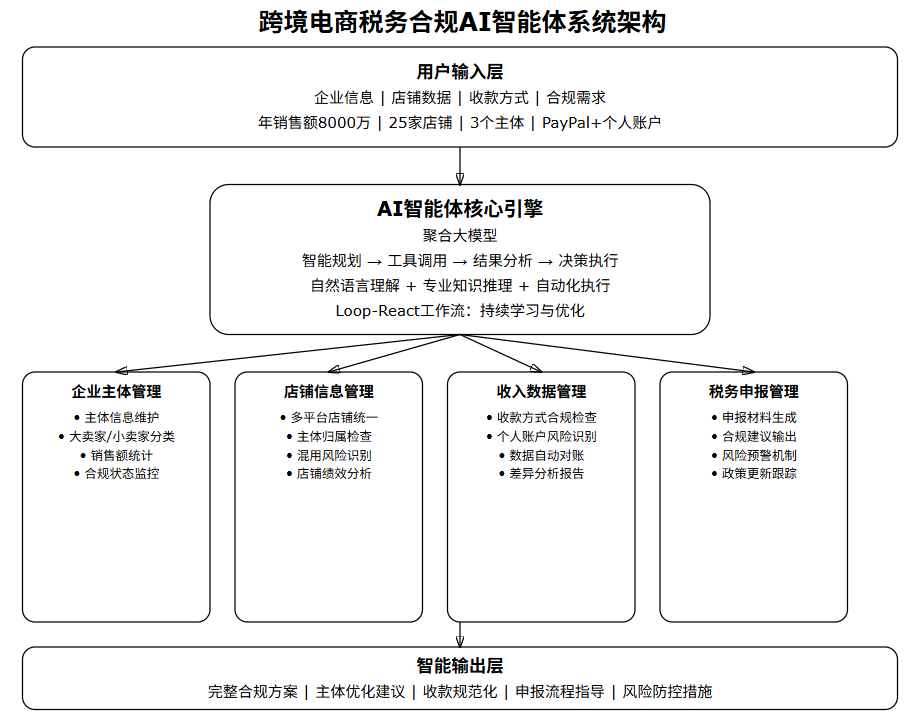 跨境电商税务合规AI智能体系统架构
用户输入层
企业信息 | 店铺数据 | 收款方式 | 合规需求
年销售额8000万 | 25家店铺 | 3个主体 | PayPal+个人账户
AI智能体核心引擎
聚合大模型
智能规划 → 工具调用 → 结果分析 → 决策执行
自然语言理解 + 专业知识推理 + 自动化执行
Loop-React工作流：持续学习与优化
企业主体管理
• 主体信息维护
• 大卖家/小卖家分类
• 销售额统计
• 合规状态监控
店铺信息管理
• 多平台店铺统一
• 主体归属检查
• 混用风险识别
• 店铺绩效分析
收入数据管理
• 收款方式合规检查
• 个人账户风险识别
• 数据自动对账
• 差异分析报告
税务申报管理
• 申报材料生成
• 合规建议输出
• 风险预警机制
• 政策更新跟踪
智能输出层
完整合规方案 | 主体优化建议 | 收款规范化 | 申报流程指导 | 风险防控措施